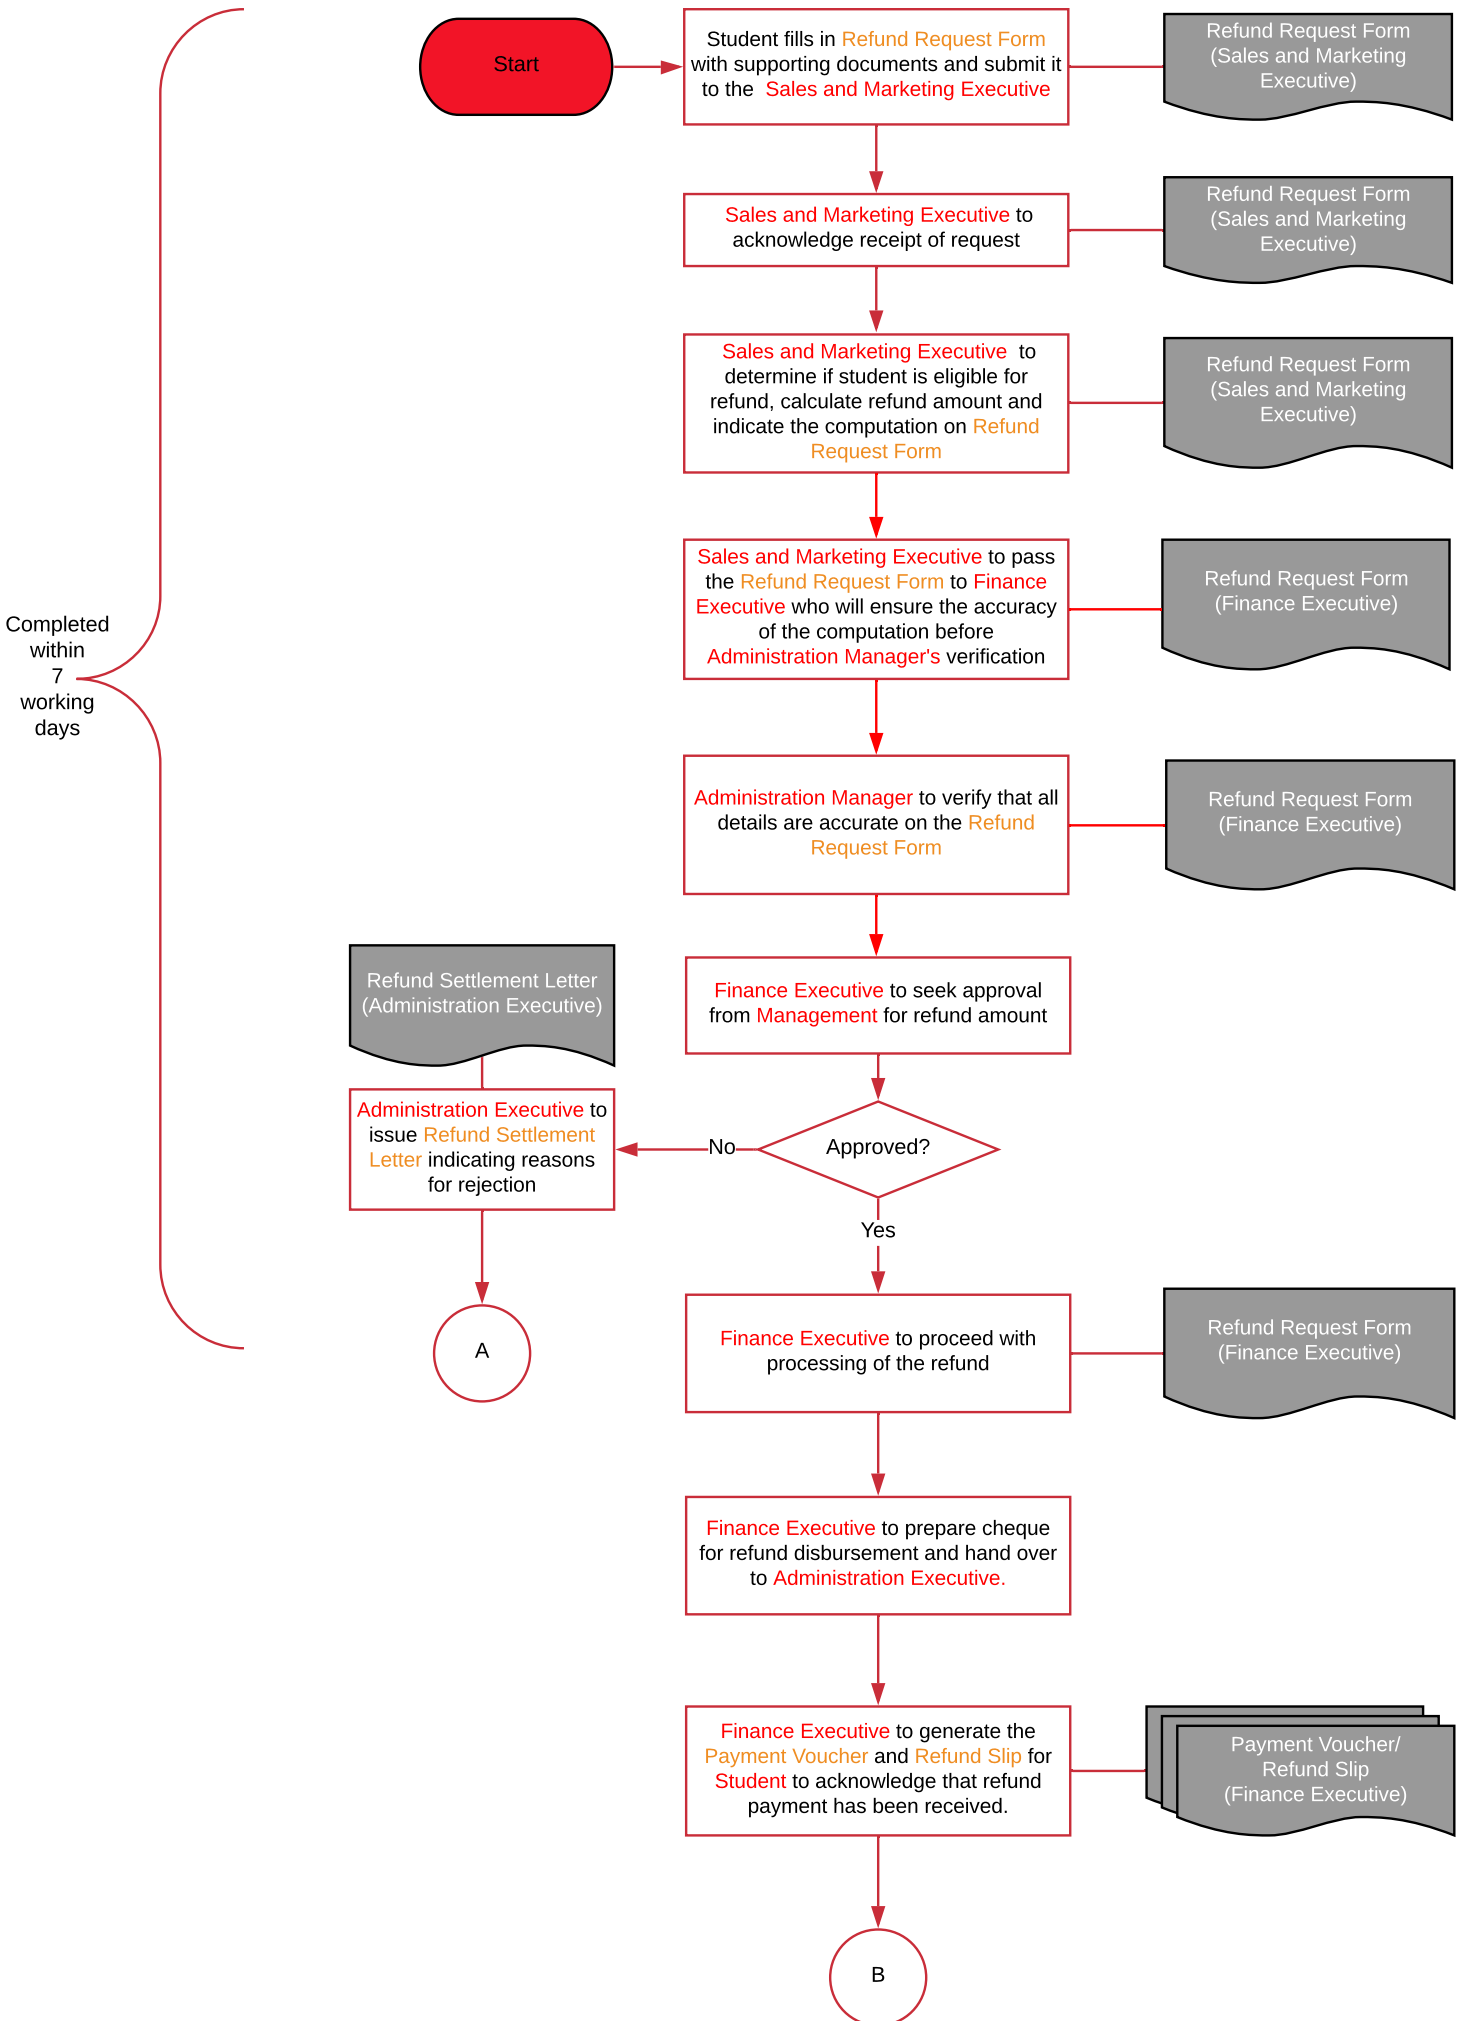 Start
Student fills in Refund Request Form
with supporting documents and submit it
to the  Sales and Marketing Executive
Refund Request Form
(Sales and Marketing
Executive)
Sales and Marketing Executive to
acknowledge receipt of request
Refund Request Form
(Sales and Marketing
Executive)
Sales and Marketing Executive  to
determine if student is eligible for
refund, calculate refund amount and
indicate the computation on Refund
Request Form
Refund Request Form
(Sales and Marketing
Executive)
Completed
within
7
working
days
Sales and Marketing Executive to pass
the Refund Request Form to Finance
Executive who will ensure the accuracy
of the computation before
Administration Manager's verification
Refund Request Form
(Finance Executive)
Administration Manager to verify that all
details are accurate on the Refund
Request Form
Refund Request Form
(Finance Executive)
Refund Settlement Letter
(Administration Executive)
Finance Executive to seek approval
from Management for refund amount
Administration Executive to
issue Refund Settlement
Letter indicating reasons
for rejection
No
Approved?
Yes
A
Finance Executive to proceed with
processing of the refund
Refund Request Form
(Finance Executive)
Finance Executive to prepare cheque
for refund disbursement and hand over
to Administration Executive.
Finance Executive to generate the
Payment Voucher and Refund Slip for
Student to acknowledge that refund
payment has been received.
Payment Voucher/
Refund Slip
(Finance Executive)
B